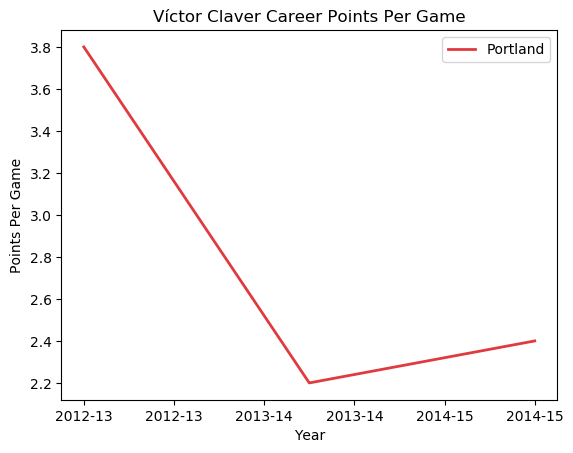 Víctor Claver Career Points Per Game
Portland
Points Per Game
3.8
3.6
3.4
3.2
3.0
2.8
2.6
2.4
2.2
2012-13 2012-13 2013-14 2013-14 2014-15 2014-15
Year